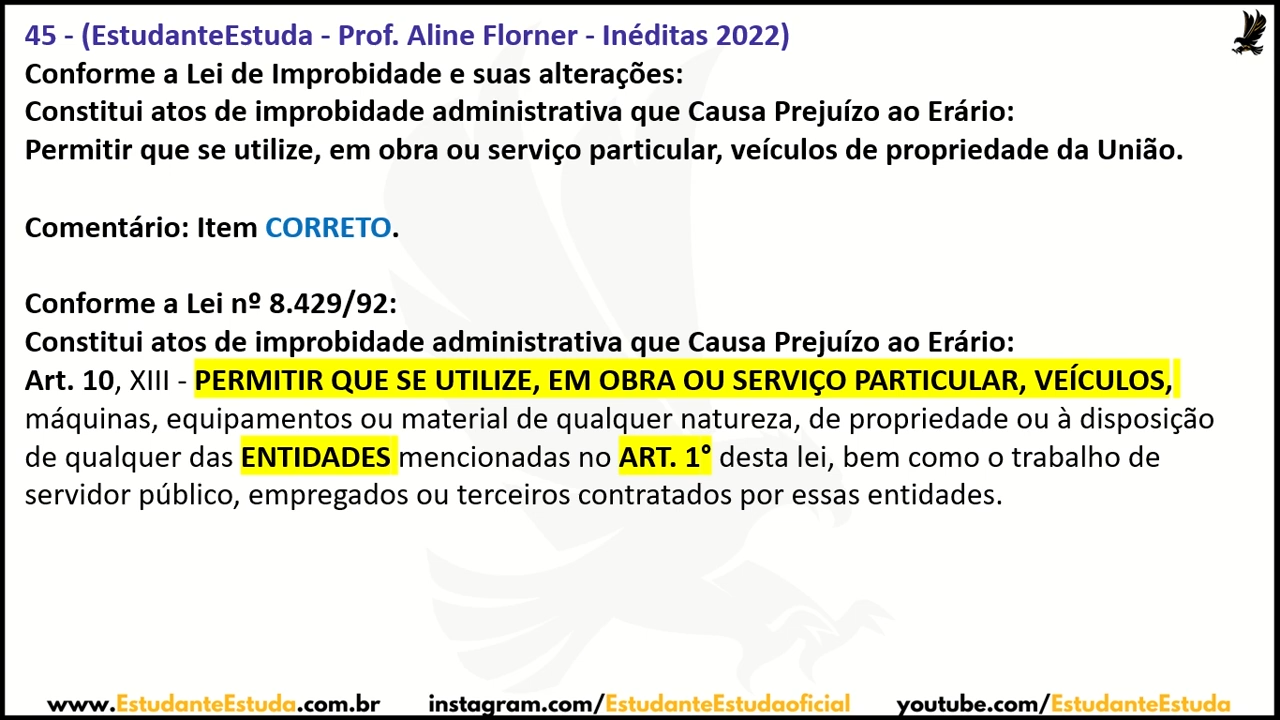 45 - (EstudanteEstuda - Prof. Aline Florner - Inéditas 2022)
Conforme a Lei de Improbidade e suas alterações:
Constitui atos de improbidade administrativa que Causa Prejuízo ao Erário:
Permitir que se utilize, em obra ou serviço particular, veículos de propriedade da União.
Comentário: Item CORRETO.
Conforme a Lei nº 8.429/92:
Constitui atos de improbidade administrativa que Causa Prejuízo ao Erário:
Art. 10, XIII - PERMITIR QUE SE UTILIZE, EM OBRA OU SERVIÇO PARTICULAR, VEÍCULOS,
máquinas, equipamentos ou material de qualquer natureza, de propriedade ou à disposição
de qualquer das ENTIDADES mencionadas no ART. 1° desta lei, bem como o trabalho de
servidor público, empregados ou terceiros contratados por essas entidades.
www.EstudanteEstuda.com.br instagram.com/EstudanteEstudaoficial youtube.com/EstudanteEstuda